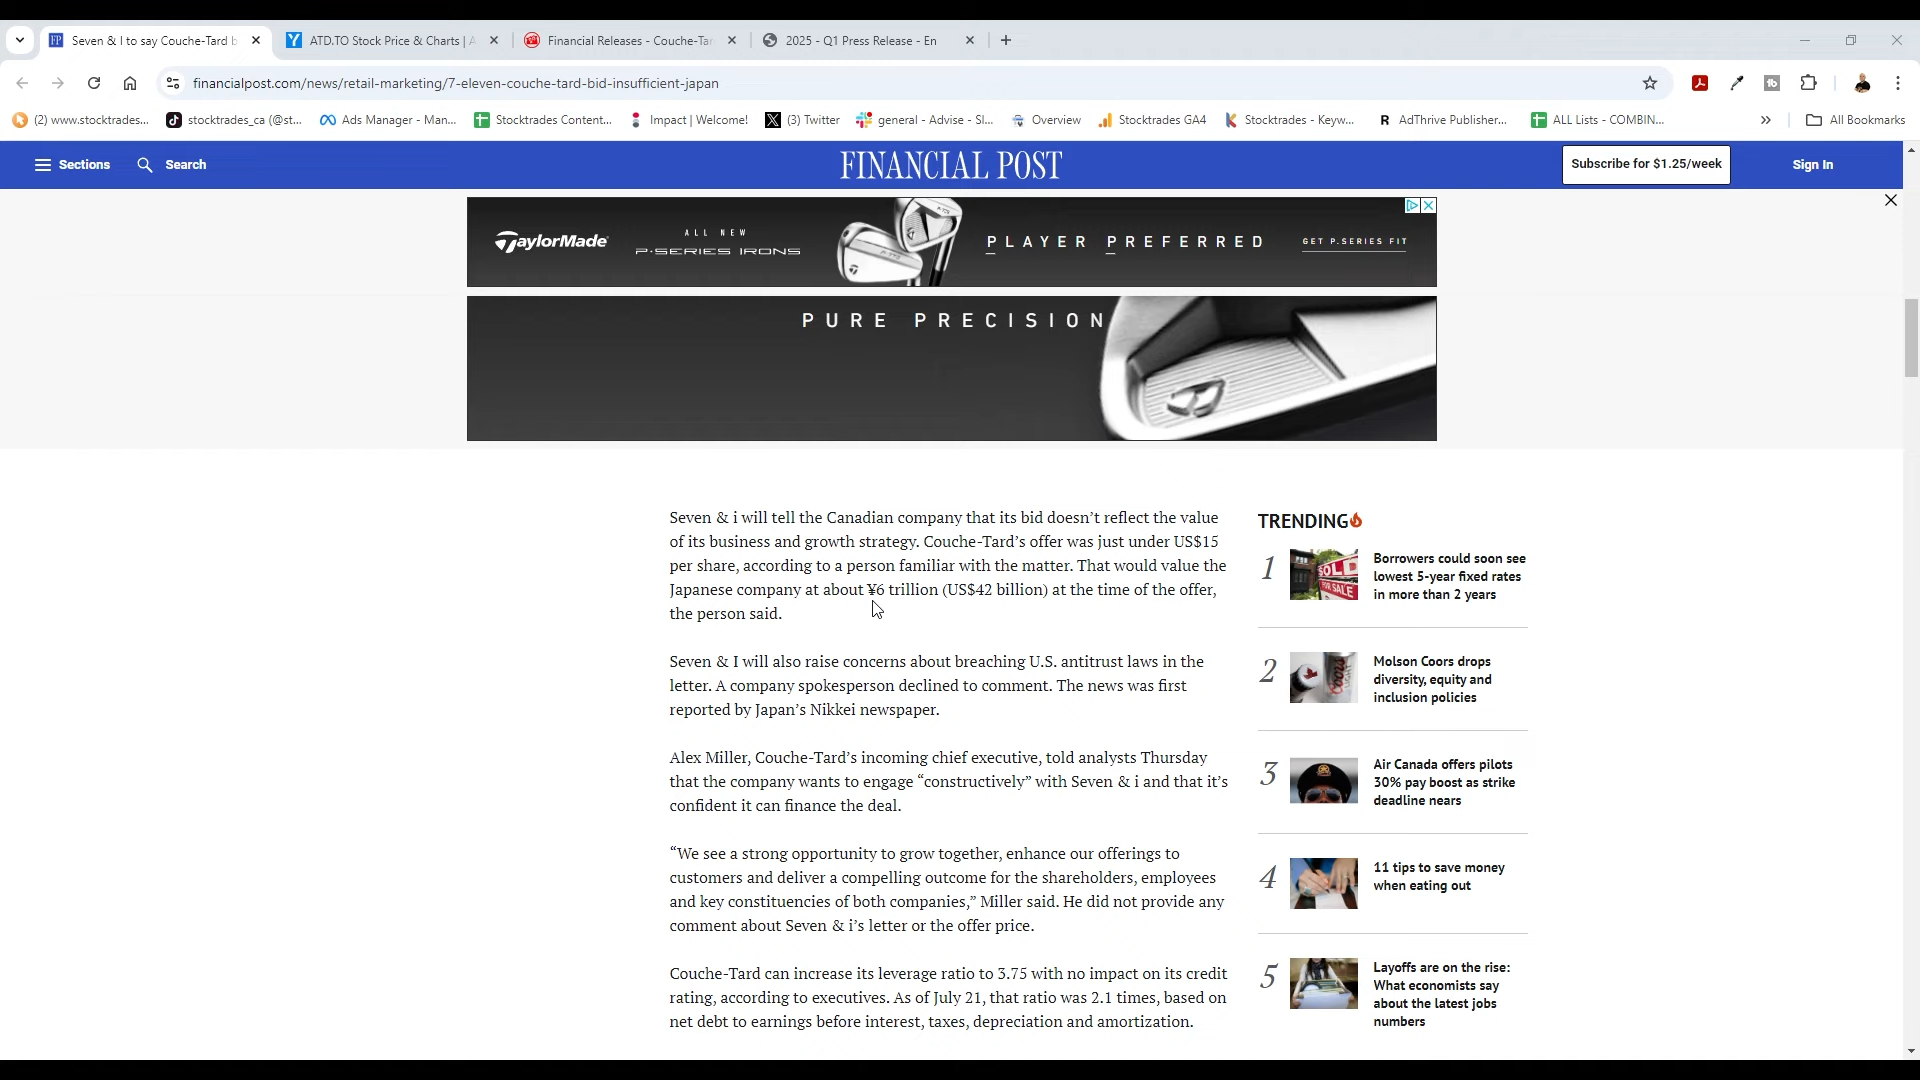 Seven & I to say Couche-Tard b
ATD.TO Stock Price & Charts | A
Financial Releases - Couche-Tar
2025 - Q1 Press Release - En
financialpost.com/news/retail-marketing/7-eleven-couche-tard-bid-insufficient-japan
(2) www.stocktrades...
stocktrades_ca (@st...
Ads Manager - Man...
Stocktrades Content...
Impact | Welcome!
(3) Twitter
general - Advise - Sl...
Overview
Stocktrades GA4
Stocktrades - Keyw...
AdThrive Publisher...
ALL Lists - COMBIN...
All Bookmarks
Sections
Search
FINANCIAL POST
Subscribe for $1.25/week
Sign In
TaylorMade
ALL NEW
P·SERIES IRONS
PLAYER PREFERRED
GET P.SERIES FIT
PURE PRECISION
Seven & i will tell the Canadian company that its bid doesn’t reflect the value
of its business and growth strategy. Couche-Tard’s offer was just under US$15
per share, according to a person familiar with the matter. That would value the
Japanese company at about ¥6 trillion (US$42 billion) at the time of the offer,
the person said.
Seven & I will also raise concerns about breaching U.S. antitrust laws in the
letter. A company spokesperson declined to comment. The news was first
reported by Japan’s Nikkei newspaper.
Alex Miller, Couche-Tard’s incoming chief executive, told analysts Thursday
that the company wants to engage “constructively” with Seven & i and that it’s
confident it can finance the deal.
“We see a strong opportunity to grow together, enhance our offerings to
customers and deliver a compelling outcome for the shareholders, employees
and key constituencies of both companies,” Miller said. He did not provide any
comment about Seven & i’s letter or the offer price.
Couche-Tard can increase its leverage ratio to 3.75 with no impact on its credit
rating, according to executives. As of July 21, that ratio was 2.1 times, based on
net debt to earnings before interest, taxes, depreciation and amortization.
TRENDING
1
Borrowers could soon see
lowest 5-year fixed rates
in more than 2 years
SOLD
FOR SALE
2
Molson Coors drops
diversity, equity and
inclusion policies
3
Air Canada offers pilots
30% pay boost as strike
deadline nears
4
11 tips to save money
when eating out
5
Layoffs are on the rise:
What economists say
about the latest jobs
numbers